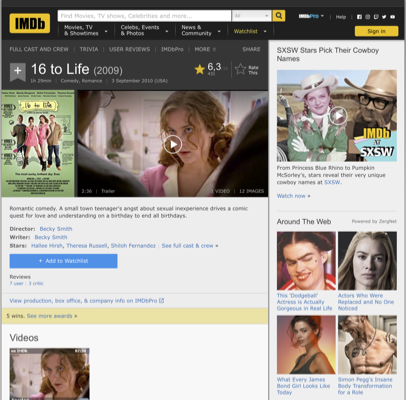 IMDb
Find Movies, TV shows, Celebrities and more...
All
Movies, TV & Showtimes
Celebs, Events & Photos
News & Community
Watchlist
IMDbPro
Help
Sign in
FULL CAST AND CREW | TRIVIA | USER REVIEWS | IMDbPro | MORE
SHARE
16 to Life (2009)
1h 29min | Comedy, Romance | 3 September 2010 (USA)
6,3
Rate This
16 to Life
2:36 | Trailer
1 VIDEO | 12 IMAGES
Romantic comedy. A small town teenager's angst about sexual inexperience drives a comic quest for love and understanding on a birthday to end all birthdays.
Director: Becky Smith
Writer: Becky Smith
Stars: Hallee Hirsh, Theresa Russell, Shiloh Fernandez | See full cast & crew »
+ Add to Watchlist
Reviews
7 user | 3 critic
View production, box office, & company info on IMDbPro
5 wins. See more awards »
Videos
SXSW Stars Pick Their Cowboy Names
IMDb
at
SXSW
From Princess Blue Rhino to Pumpkin McSorley's, stars reveal their very unique cowboy names at SXSW.
Watch now »
Around The Web
Powered by ZergNet
This 'Dodgeball' Actress is Actually Gorgeous in Real Life
Actors Who Were Replaced and No One Noticed
What Every James Bond Girl Looks Like Today
Simon Pegg's Insane Body Transformation for a Role